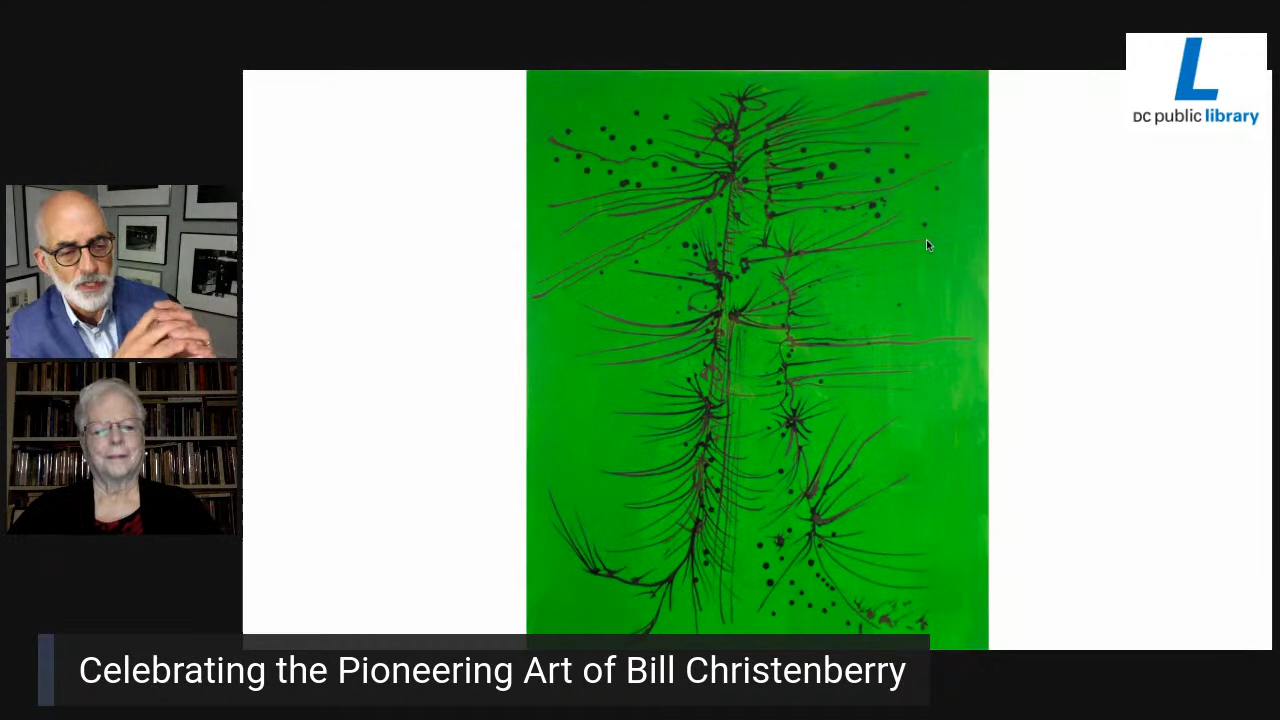 L
DC public library
Celebrating the Pioneering Art of Bill Christenberry